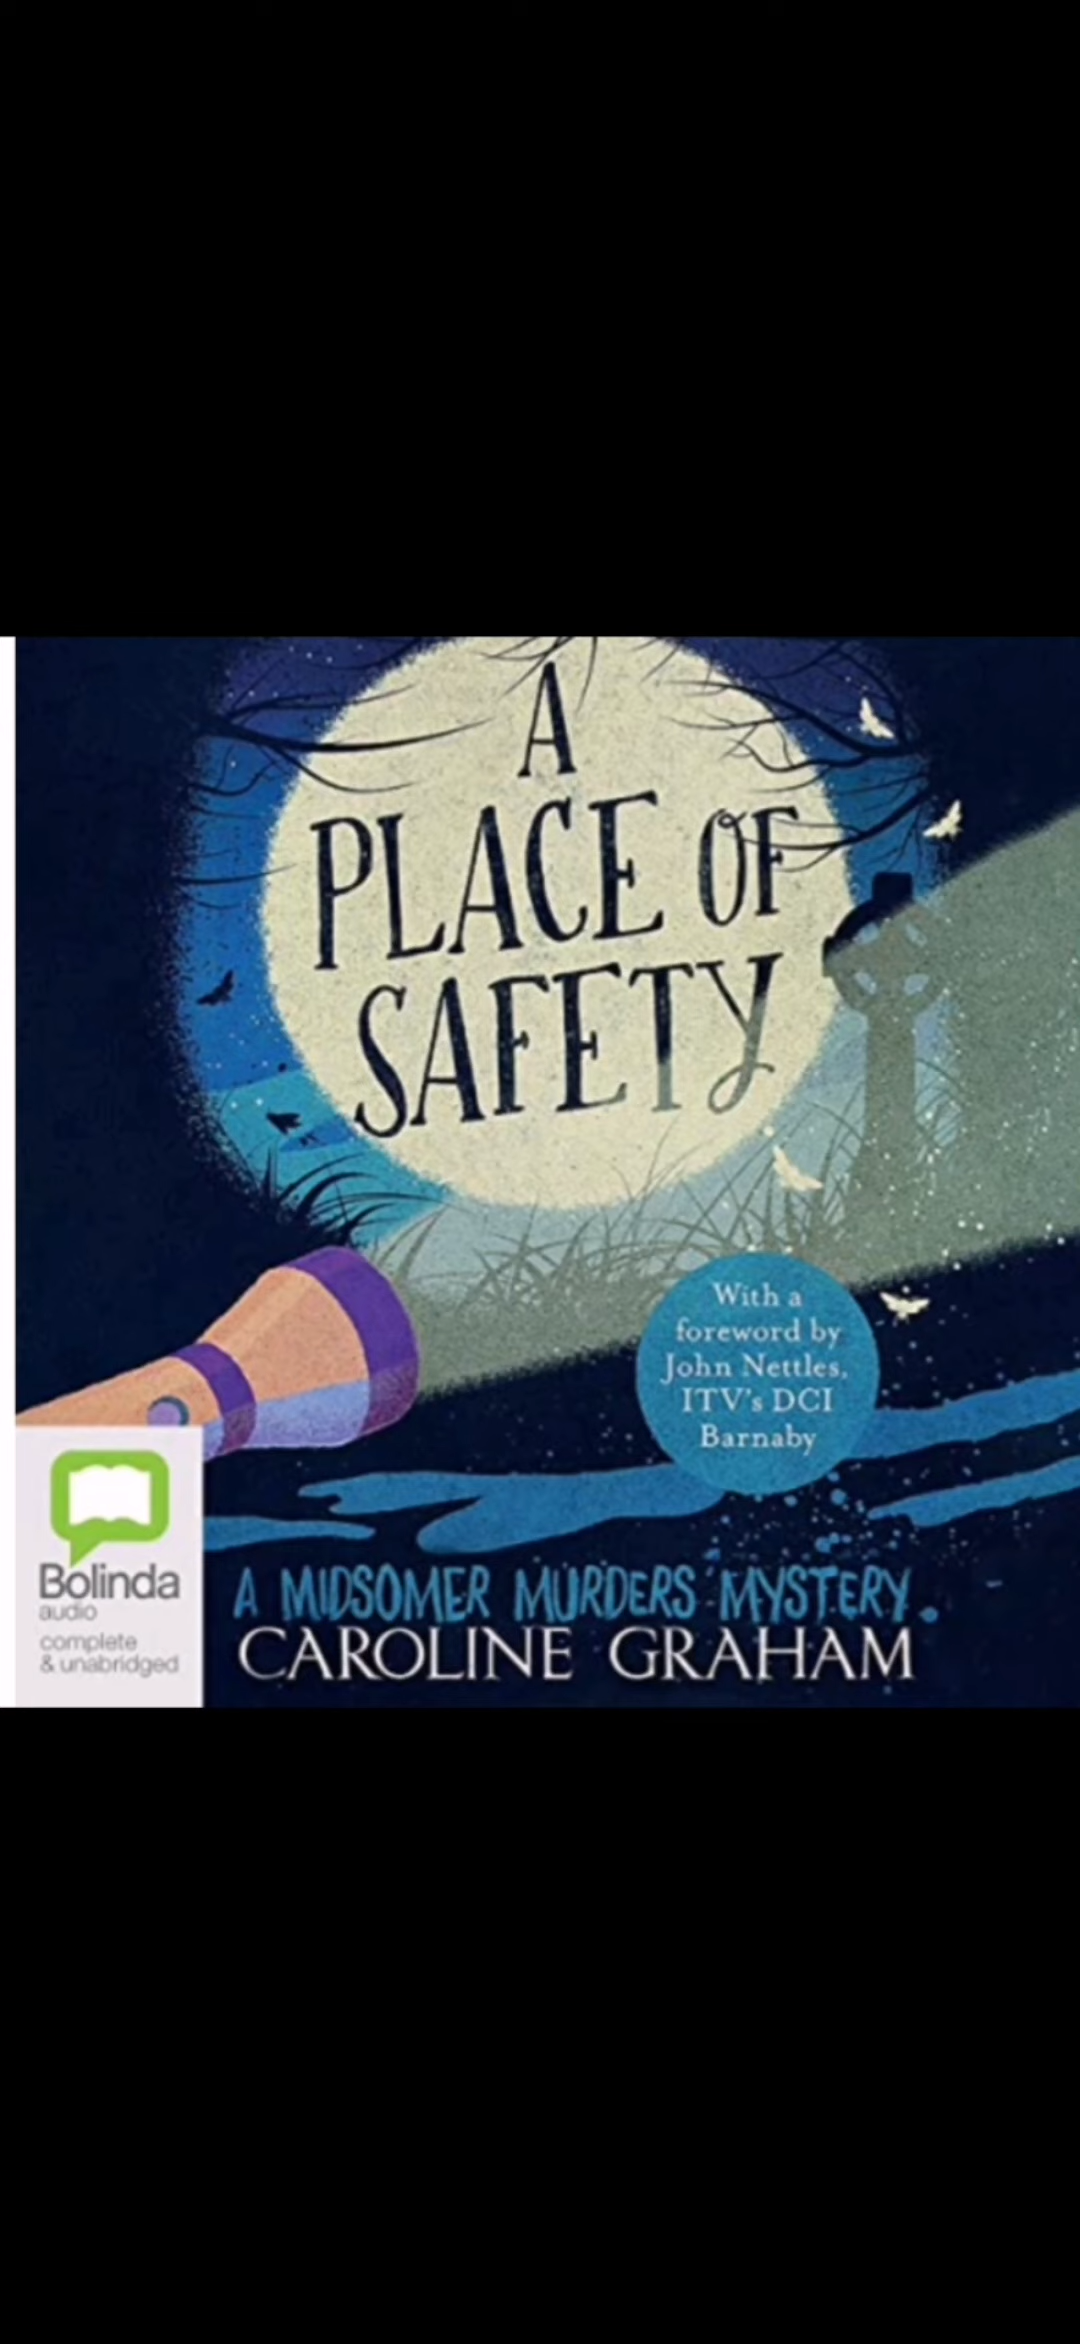 A
PLACE OF
SAFETY
With a
foreword by
John Nettles,
ITV's DCI
Barnaby
Bolinda
audio
complete
& unabridged
A MIDSOMER MURDERS MYSTERY.
CAROLINE GRAHAM